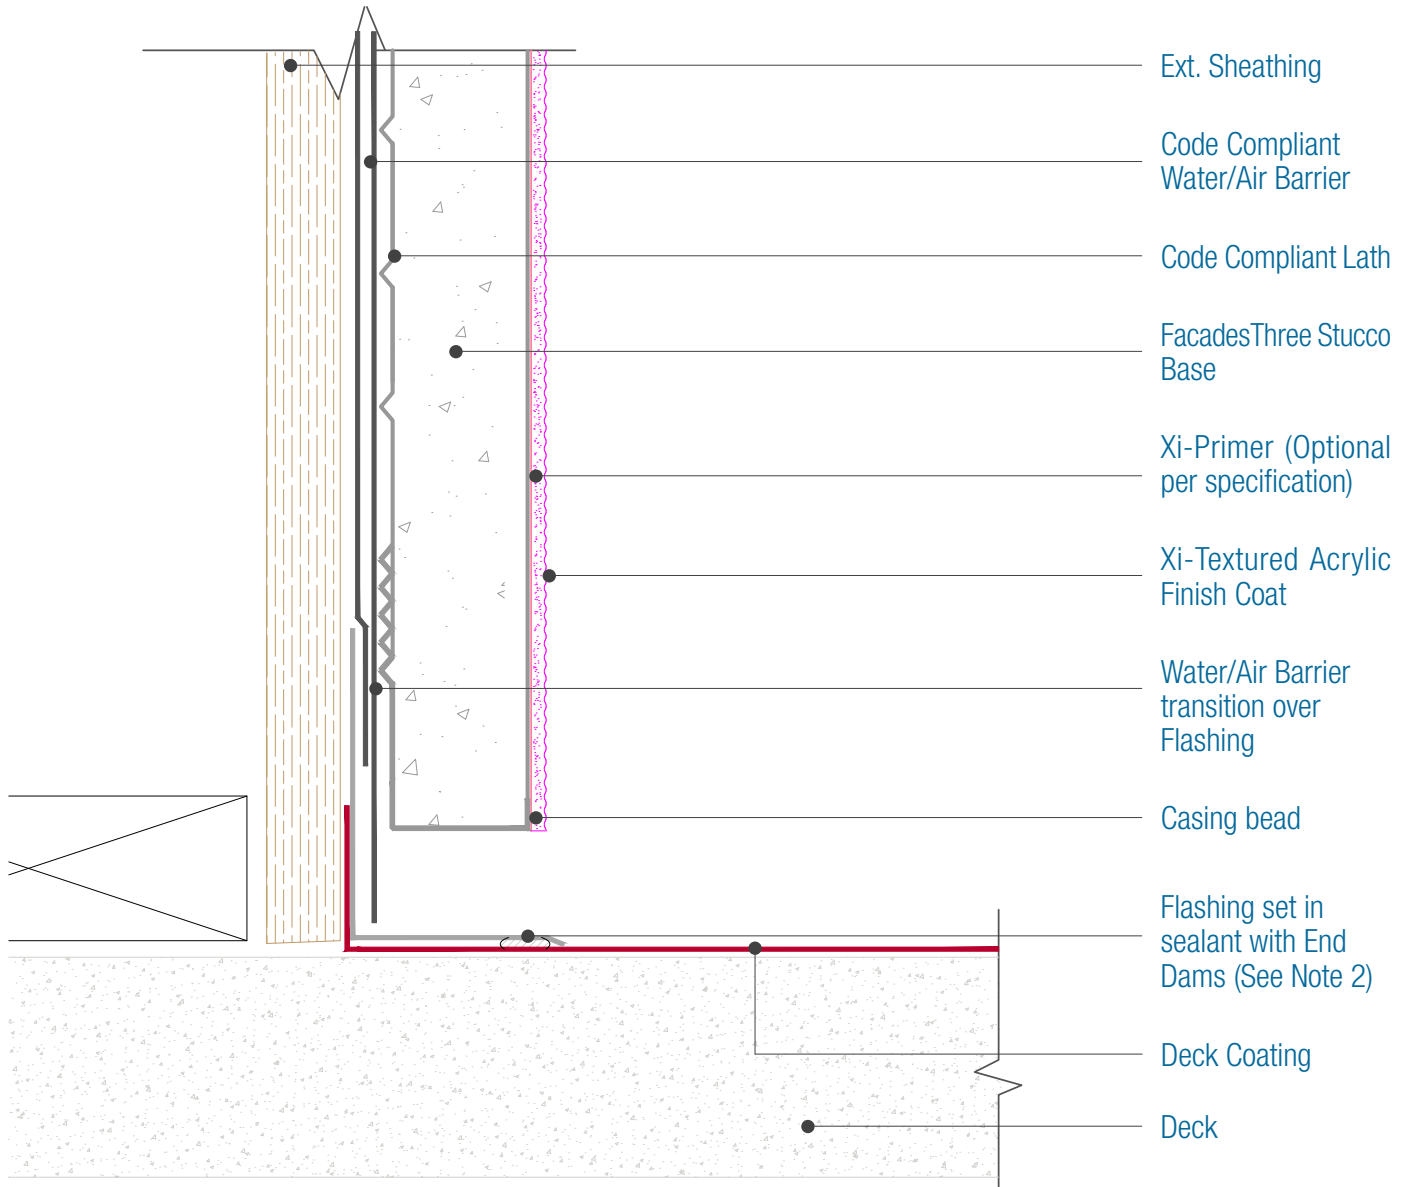 Ext. Sheathing
Code Compliant
Water/Air Barrier
Code Compliant Lath
FacadesThree Stucco
Base
Xi-Primer (Optional
per specification)
Xi-Textured Acrylic
Finish Coat
Water/Air Barrier
transition over
Flashing
Casing bead
Flashing set in
sealant with End
Dams (See Note 2)
Deck Coating
Deck